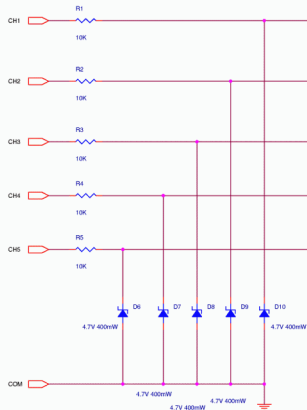 R1
CH1
10K
R2
CH2
10K
R3
CH3
10K
R4
CH4
10K
R5
CH5
10K
D6 D7 D8 D9 D10
4.7V 400mW 4.7V 400mW
COM
4.7V 400mW
4.7V 400mW
4.7V 400mW